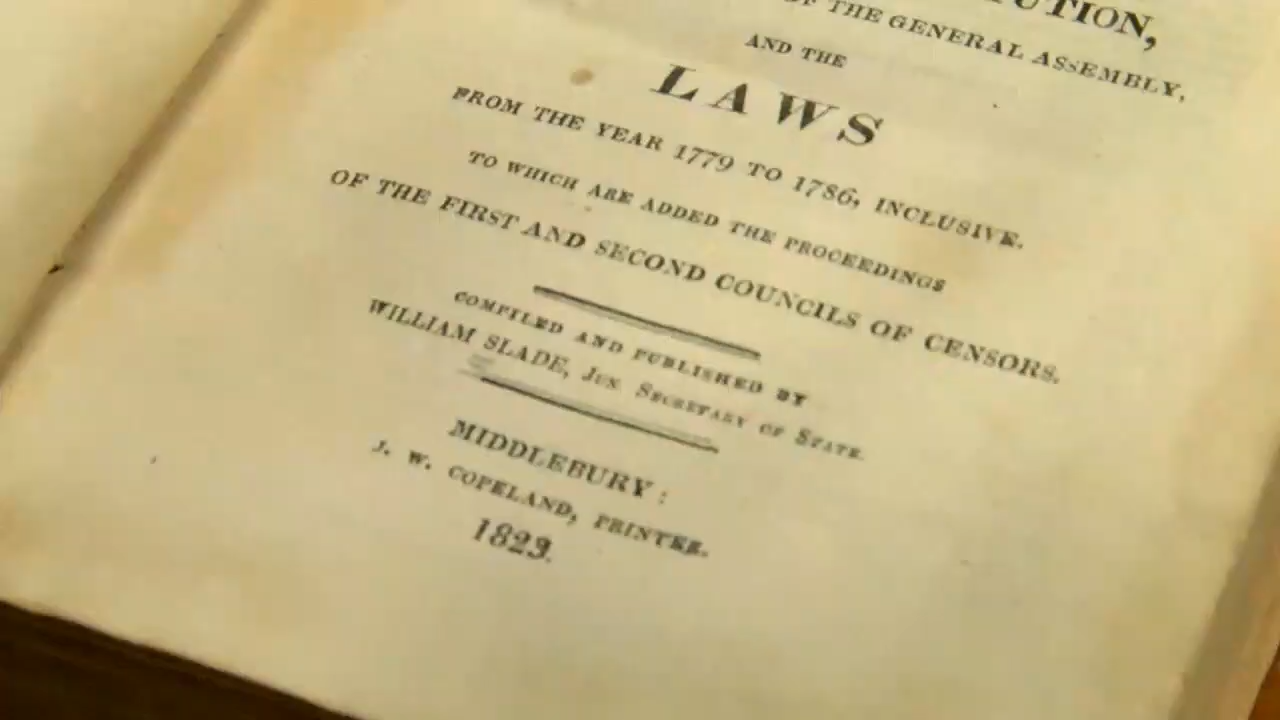 TUTION,
OF THE GENERAL ASSEMBLY,
AND THE
LAWS
FROM THE YEAR 1779 TO 1786, INCLUSIVE.
TO WHICH ARE ADDED THE PROCEEDINGS
OF THE FIRST AND SECOND COUNCILS OF CENSORS.
COMPILED AND PUBLISHED BY
WILLIAM SLADE, JUN. SECRETARY OF STATE.
MIDDLEBURY:
J. W. COPELAND, PRINTER.
1823.